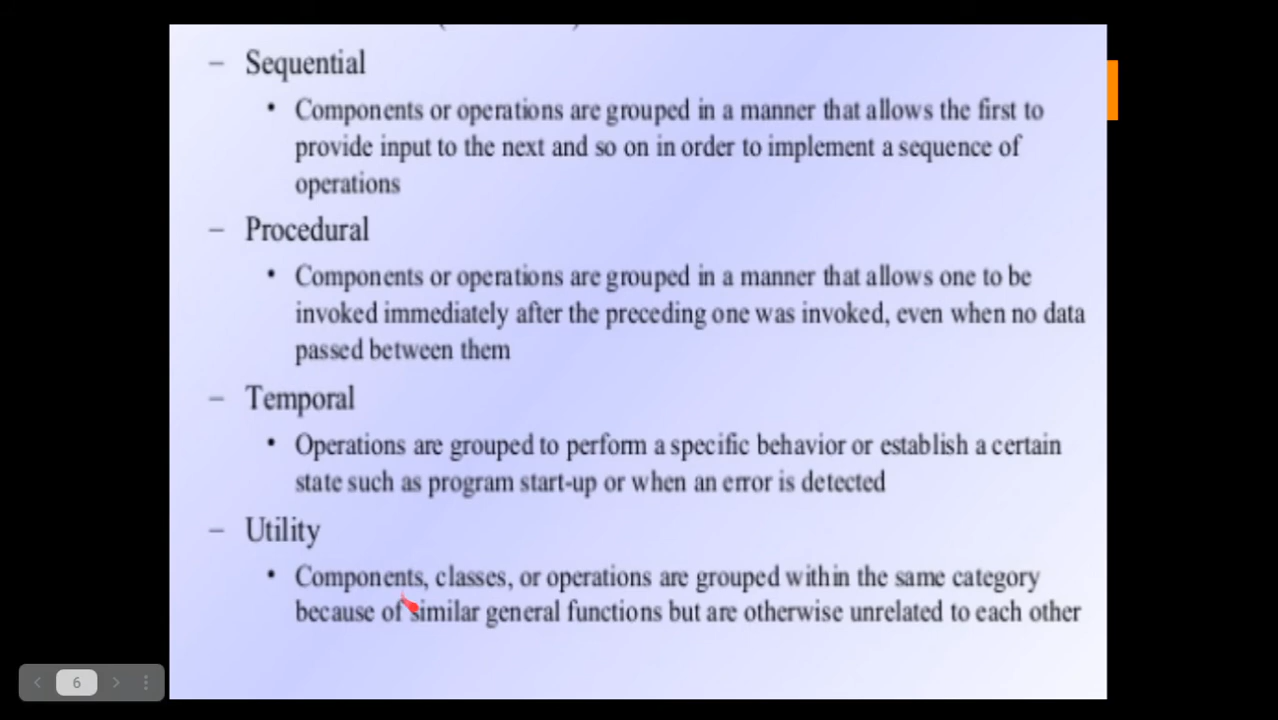 – Sequential
• Components or operations are grouped in a manner that allows the first to
provide input to the next and so on in order to implement a sequence of
operations
– Procedural
• Components or operations are grouped in a manner that allows one to be
invoked immediately after the preceding one was invoked, even when no data
passed between them
– Temporal
• Operations are grouped to perform a specific behavior or establish a certain
state such as program start-up or when an error is detected
– Utility
• Components, classes, or operations are grouped within the same category
because of similar general functions but are otherwise unrelated to each other
6